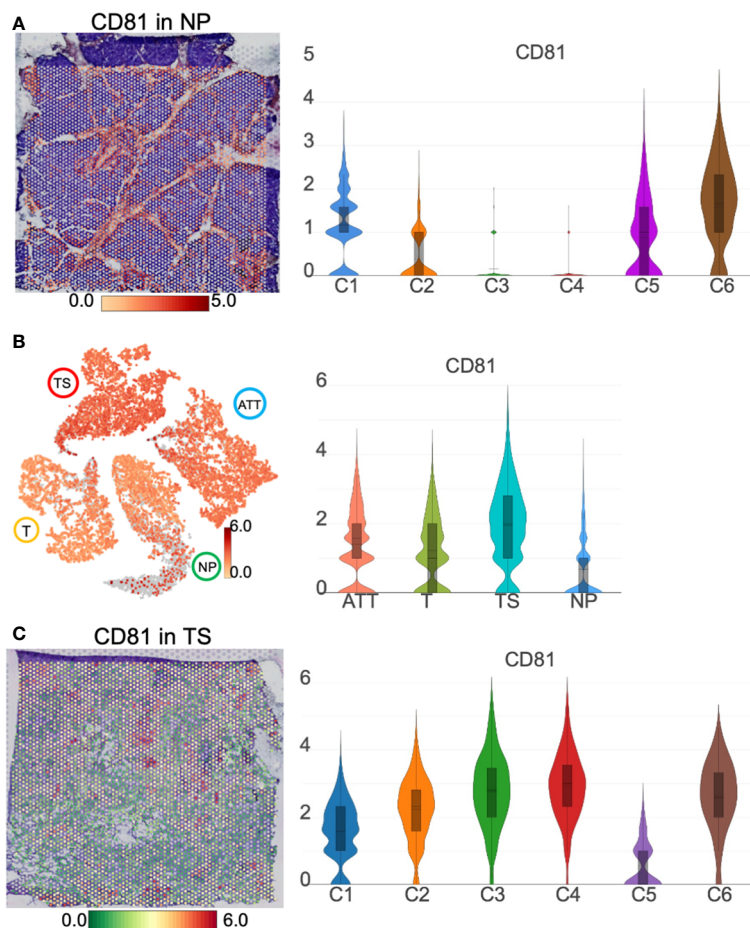 A
CD81 in NP
0.0 5.0
CD81
5
4
3
2
1
0
C1 C2 C3 C4 C5 C6
B
TS
ATT
T
NP
6.0
0.0
CD81
6
4
2
0
ATT T TS NP
C
CD81 in TS
0.0 6.0
CD81
6
4
2
0
C1 C2 C3 C4 C5 C6